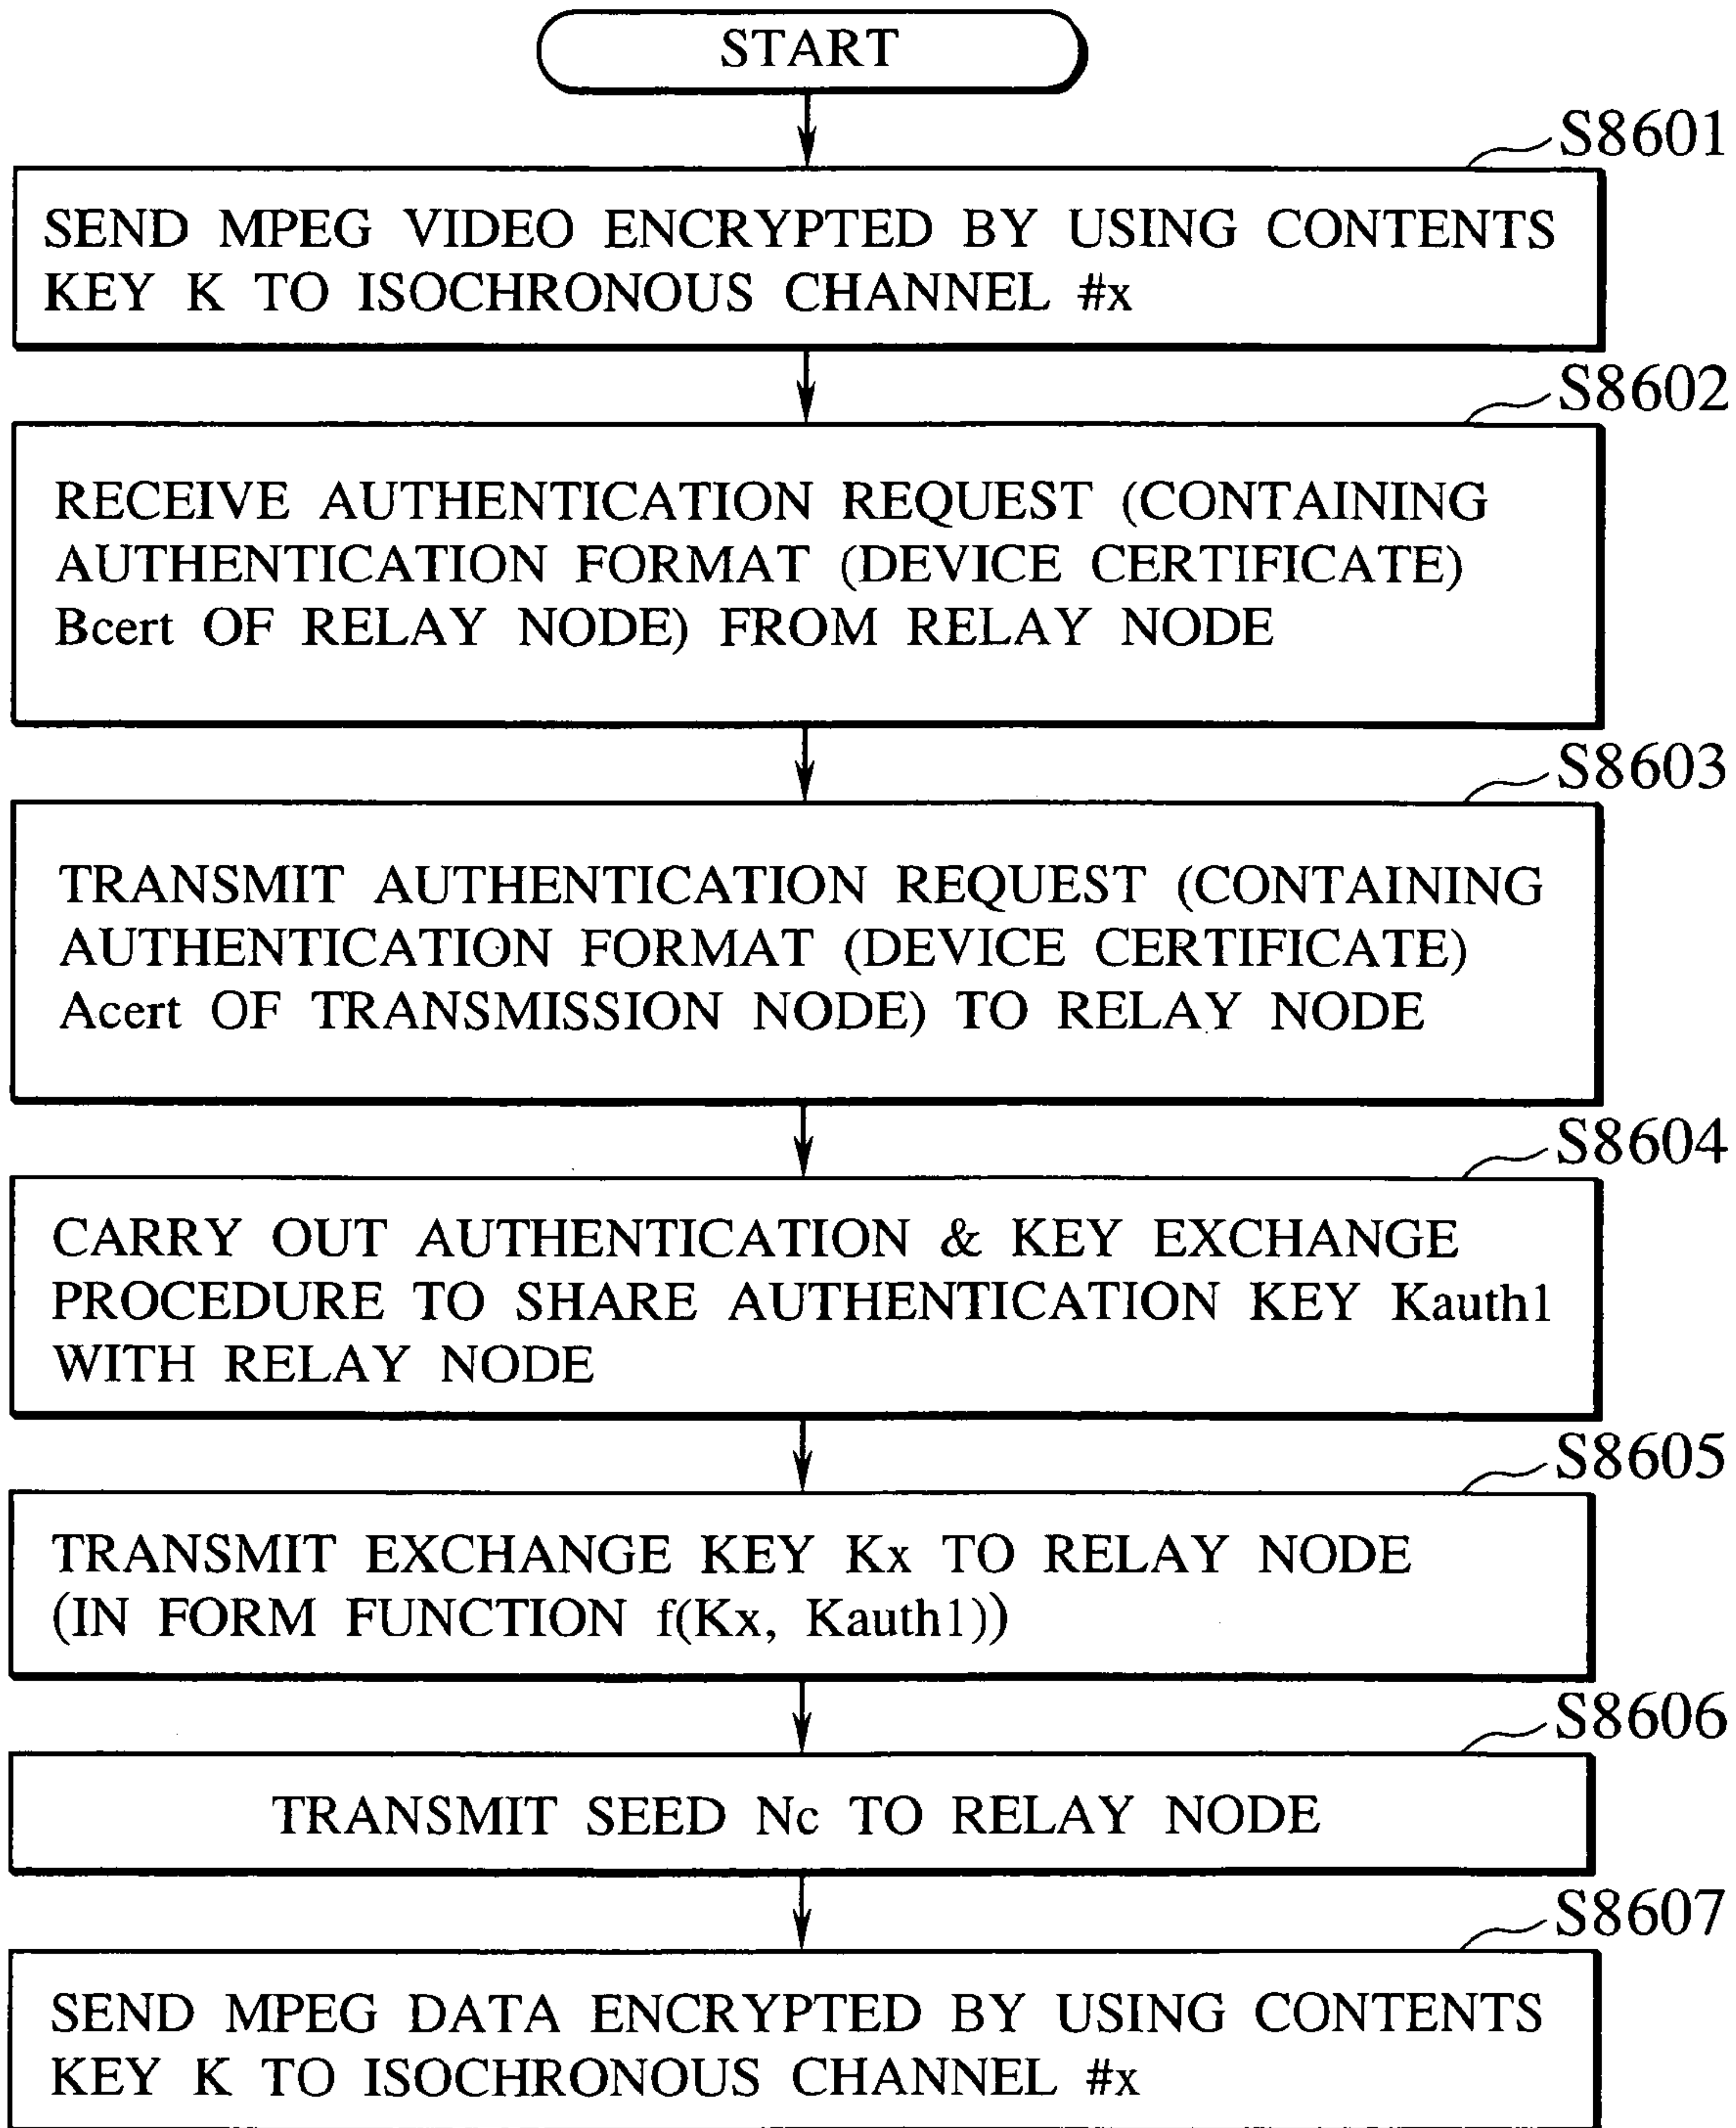 START
S8601
SEND MPEG VIDEO ENCRYPTED BY USING CONTENTS
KEY K TO ISOCHRONOUS CHANNEL #x
S8602
RECEIVE AUTHENTICATION REQUEST (CONTAINING
AUTHENTICATION FORMAT (DEVICE CERTIFICATE)
Bcert OF RELAY NODE) FROM RELAY NODE
S8603
TRANSMIT AUTHENTICATION REQUEST (CONTAINING
AUTHENTICATION FORMAT (DEVICE CERTIFICATE)
Acert OF TRANSMISSION NODE) TO RELAY NODE
S8604
CARRY OUT AUTHENTICATION & KEY EXCHANGE
PROCEDURE TO SHARE AUTHENTICATION KEY Kauth1
WITH RELAY NODE
S8605
TRANSMIT EXCHANGE KEY Kx TO RELAY NODE
(IN FORM FUNCTION f(Kx, Kauth1))
S8606
TRANSMIT SEED Nc TO RELAY NODE
S8607
SEND MPEG DATA ENCRYPTED BY USING CONTENTS
KEY K TO ISOCHRONOUS CHANNEL #x